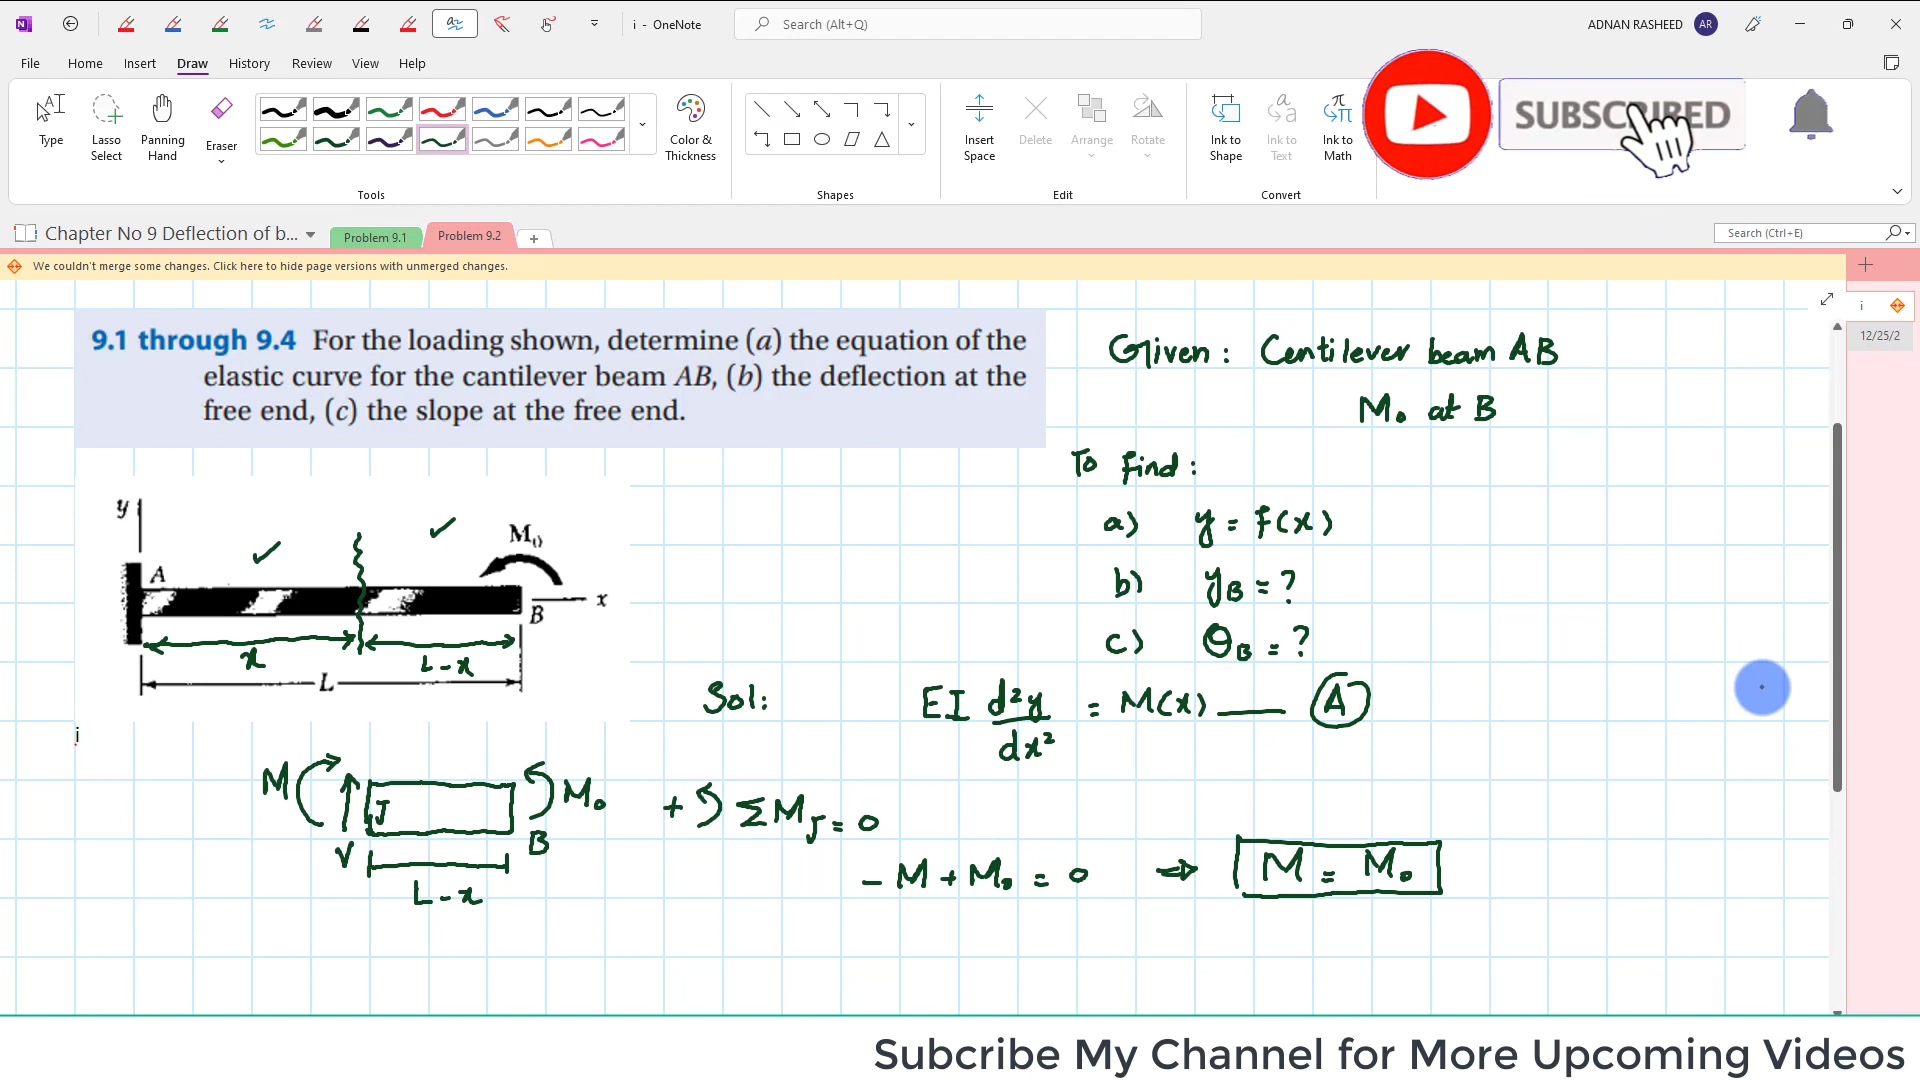 i - OneNote
Search (Alt+Q)
ADNAN RASHEED
AR
File Home Insert Draw History Review View Help
Type
Lasso Select
Panning Hand
Eraser
Color & Thickness
Insert Space
Delete
Arrange
Rotate
Ink to Shape
Ink to Text
Ink to Math
SUBSCRIBED
Tools
Shapes
Edit
Convert
Chapter No 9 Deflection of b...
Problem 9.1
Problem 9.2
Search (Ctrl+E)
We couldn't merge some changes. Click here to hide page versions with unmerged changes.
i
12/25/2
9.1 through 9.4 For the loading shown, determine (a) the equation of the
elastic curve for the cantilever beam AB, (b) the deflection at the
free end, (c) the slope at the free end.
Given: Centilever beam AB
M₀ at B
To find:
a) y = f(x)
b) yB = ?
c) θB = ?
y
M₀
A
B
x
x
L-x
L
i
Sol: EI d²y/dx² = M(x) —— A
M
V
J
M₀
B
L-x
+ ΣMJ = 0
- M + M₀ = 0 ⇒ M = M₀
Subcribe My Channel for More Upcoming Videos